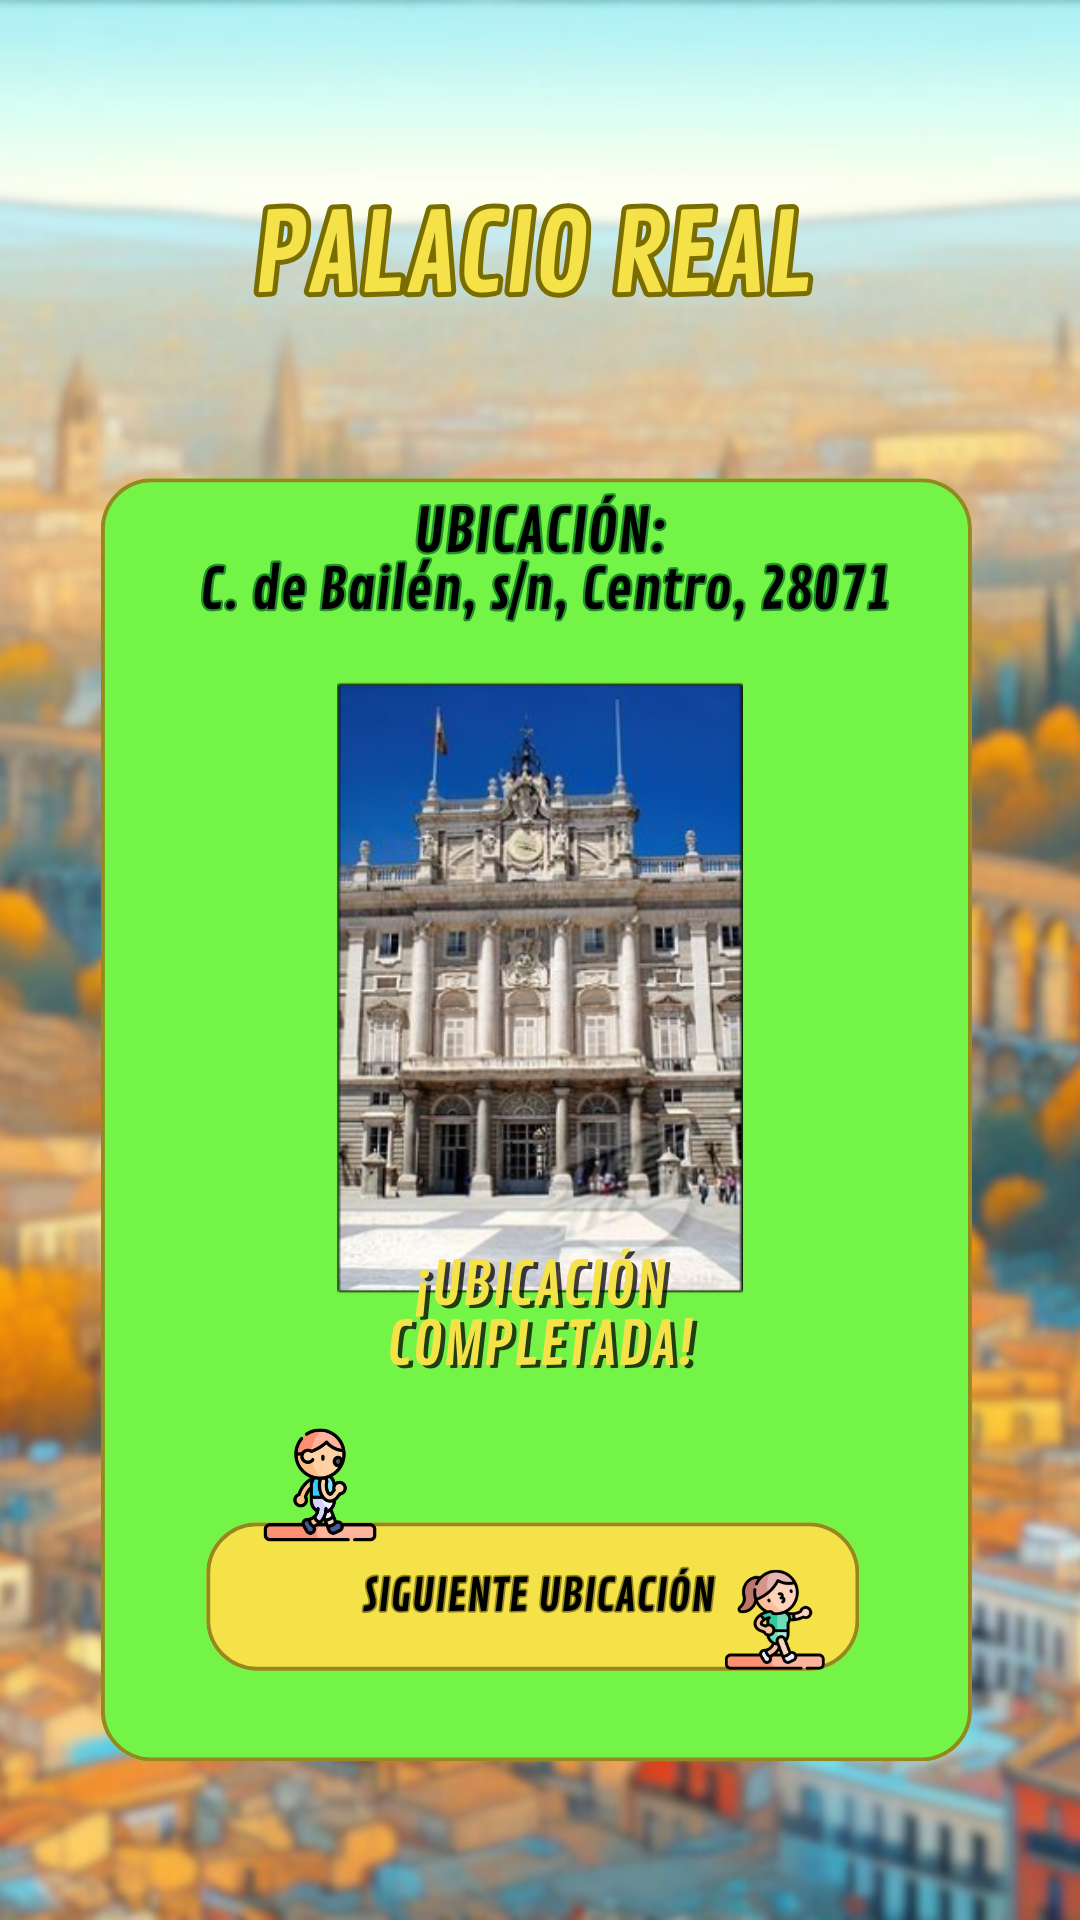 PALACIO REAL
UBICACIÓN:
C. de Bailén, s/n, Centro, 28071
¡UBICACIÓN
COMPLETADA!
SIGUIENTE UBICACIÓN